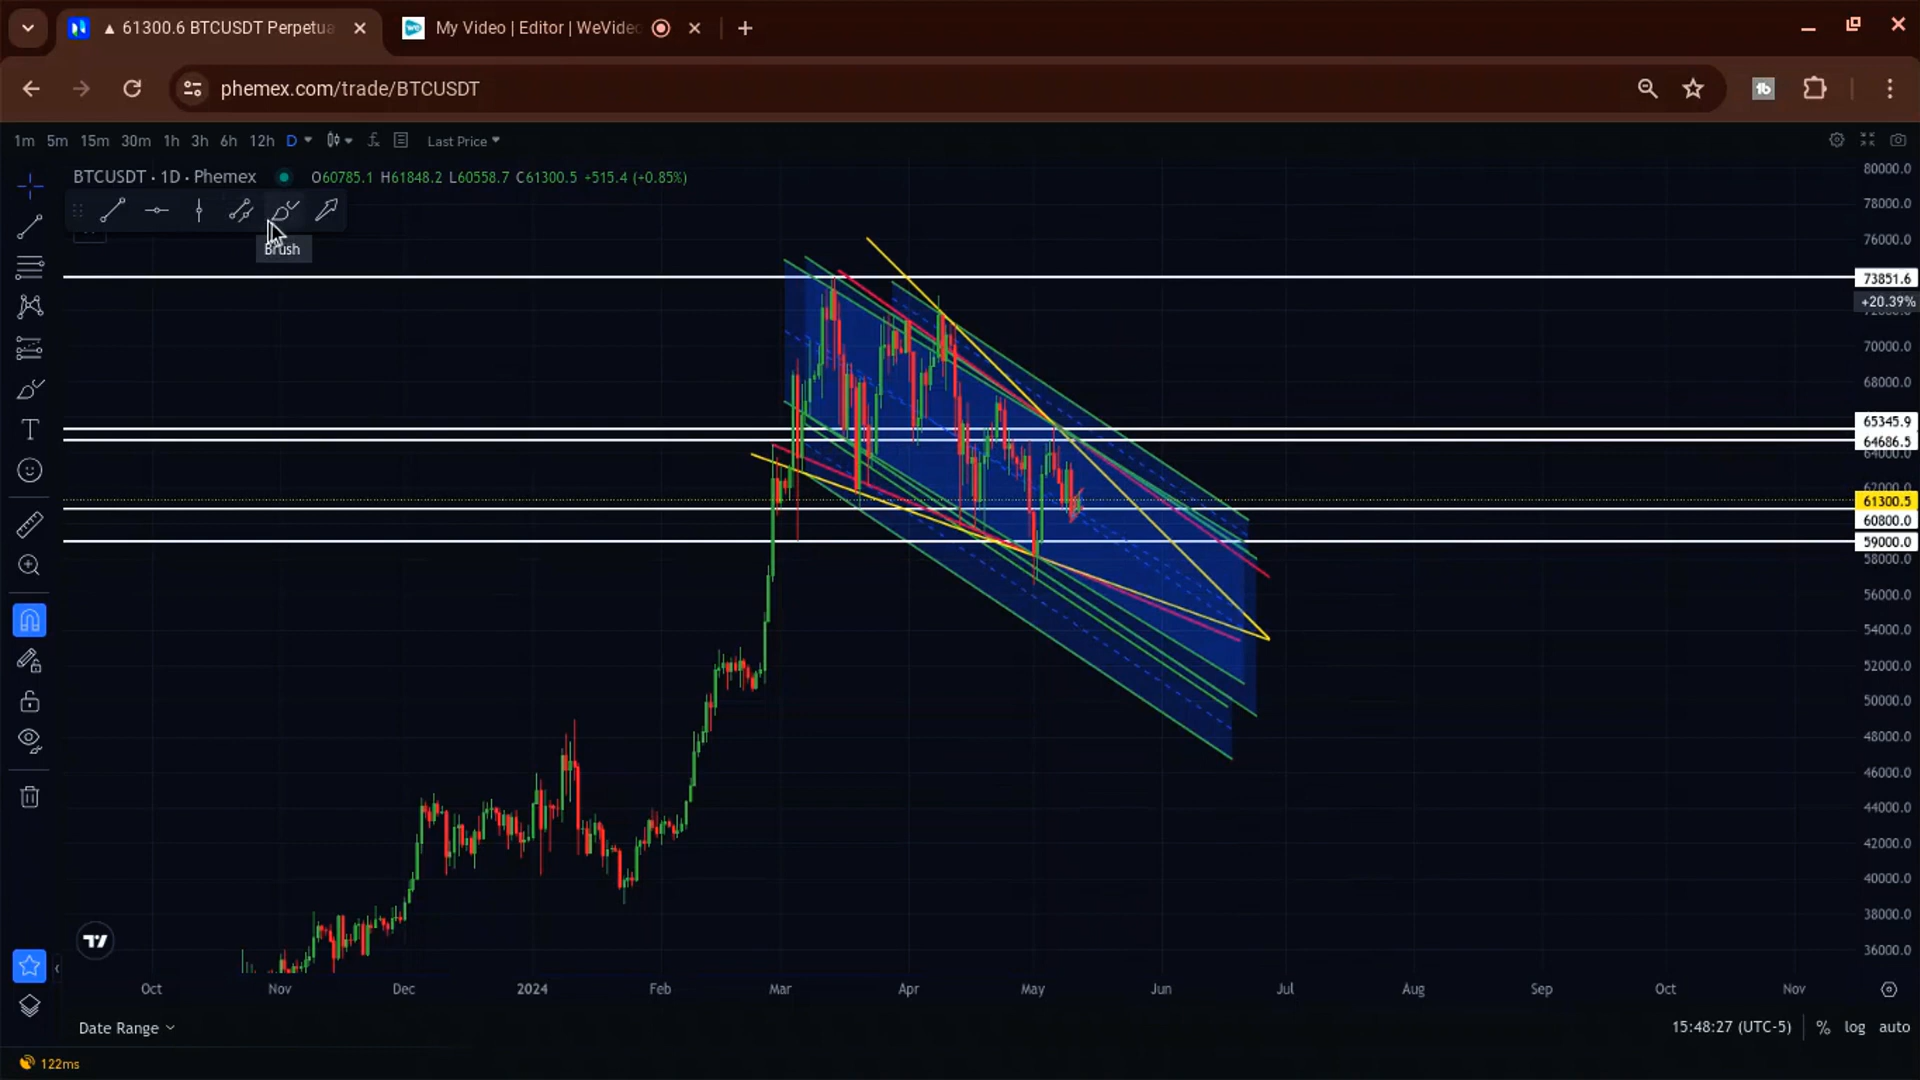 ▲ 61300.6 BTCUSDT Perpetua
My Video | Editor | WeVide
phemex.com/trade/BTCUSDT
1m 5m 15m 30m 1h 3h 6h 12h D Last Price
BTCUSDT · 1D · Phemex O60785.1 H61848.2 L60558.7 C61300.5 +515.4 (+0.85%)
Brush
80000.0
78000.0
76000.0
73851.6
+20.39%
70000.0
68000.0
65345.9
64686.5
64000.0
62000.0
61300.5
60800.0
59000.0
58000.0
56000.0
54000.0
52000.0
50000.0
48000.0
46000.0
44000.0
42000.0
40000.0
38000.0
36000.0
Oct Nov Dec 2024 Feb Mar Apr May Jun Jul Aug Sep Oct Nov
Date Range 15:48:27 (UTC-5) % log auto
122ms